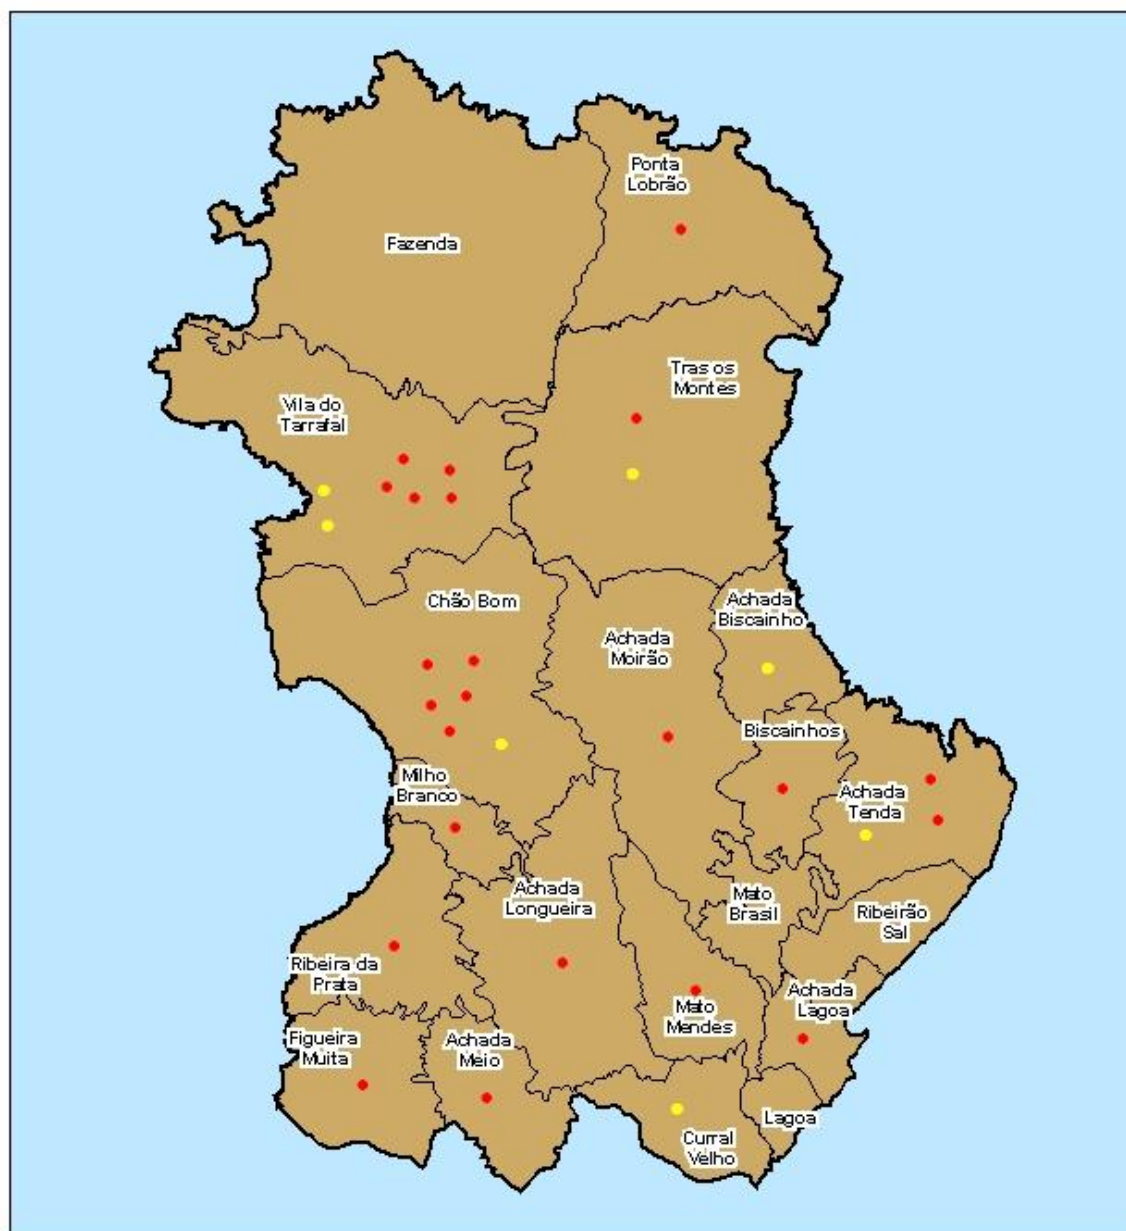 Ponta
Lobrão
Fazenda
Tras os
Montes
Vila do
Tarrafal
Chão Bom
Achada
Biscainho
Achada
Moirão
Biscainhos
Milho
Branco
Achada
Tenda
Achada
Longueira
Mato
Brasil
Ribeirão
Sal
Ribeira da
Prata
Achada
Lagoa
Mato
Mendes
Figueira
Muita
Achada
Meio
Lagoa
Curral
Velho